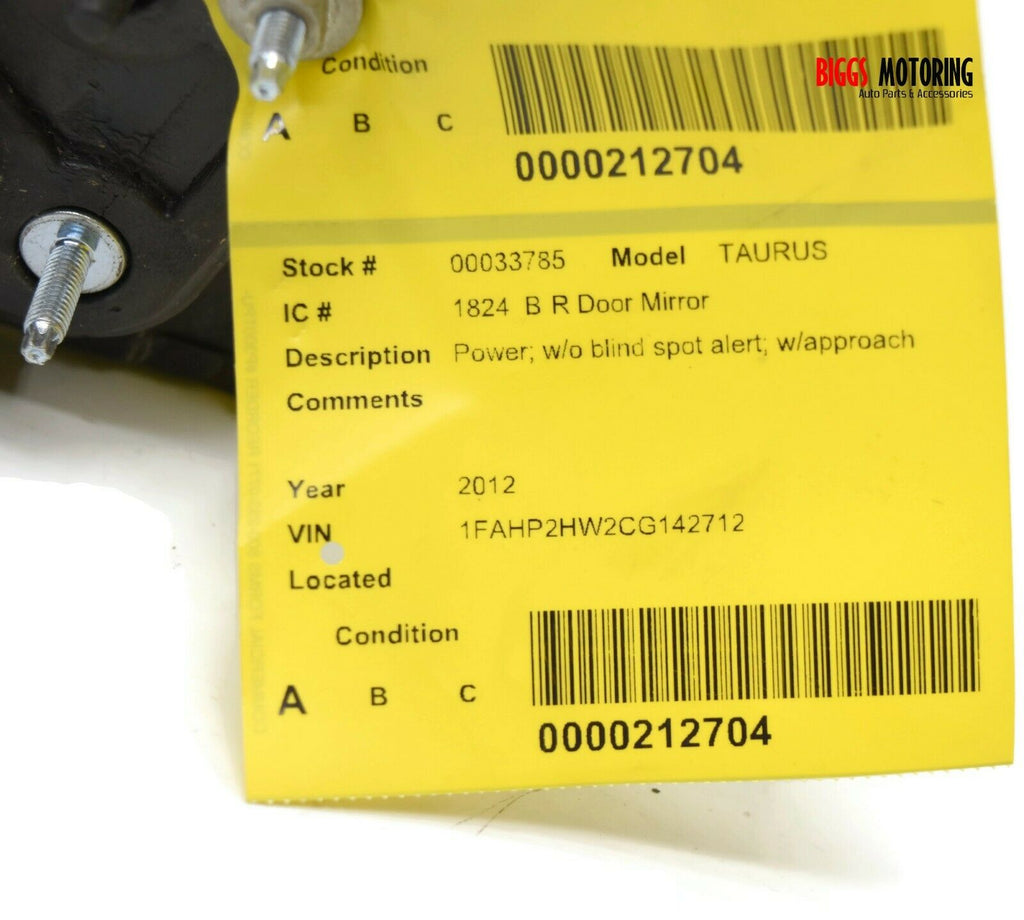 Condition
BIGGS MOTORING
Auto Parts & Accessories
A B C
0000212704
Stock # 00033785 Model TAURUS
IC # 1824 B R Door Mirror
Description Power; w/o blind spot alert; w/approach
Comments
Year 2012
VIN 1FAHP2HW2CG142712
Located
Condition
A B C
0000212704